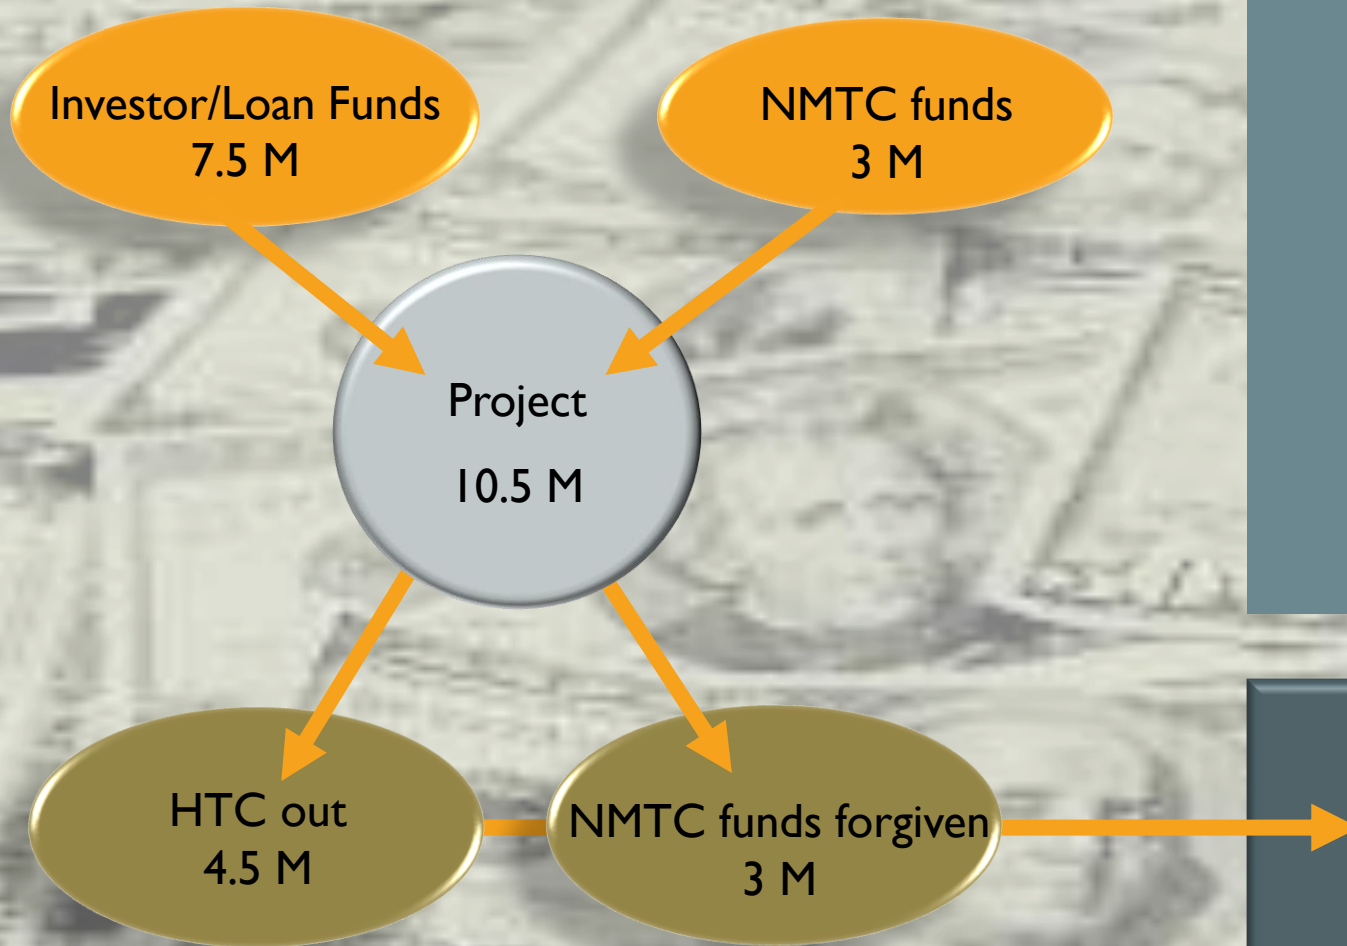 Investor/Loan Funds
7.5 M
NMTC funds
3 M
Project
10.5 M
HTC out
4.5 M
NMTC funds forgiven
3 M